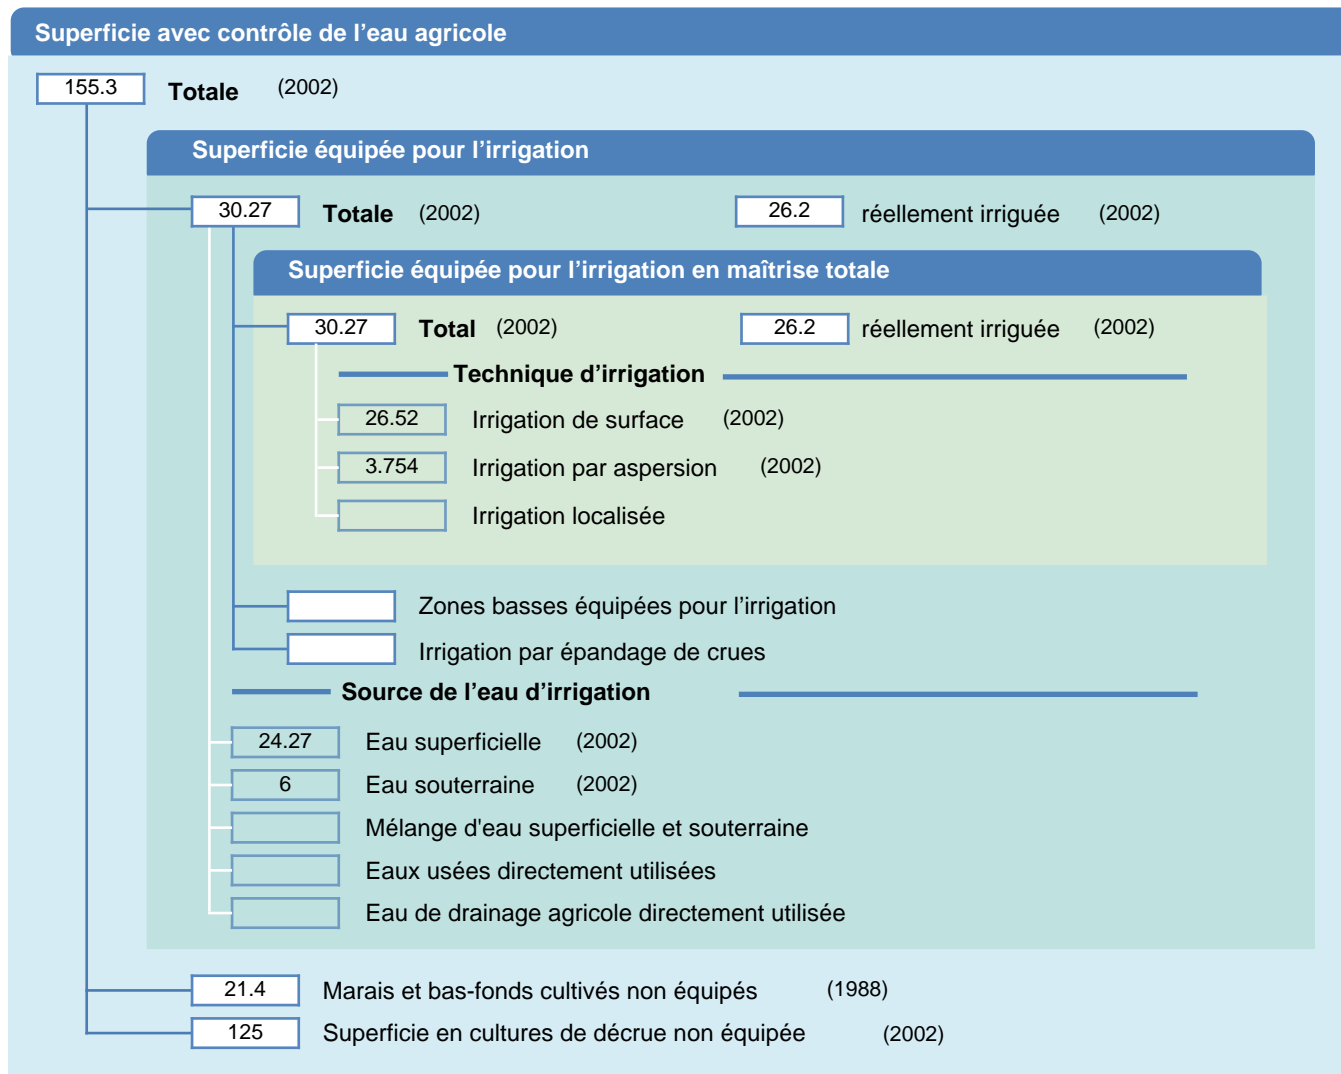 Superficie avec contrôle de l’eau agricole
155.3 Totale (2002)
Superficie équipée pour l’irrigation
30.27 Totale (2002) 26.2 réellement irriguée (2002)
Superficie équipée pour l’irrigation en maîtrise totale
30.27 Total (2002) 26.2 réellement irriguée (2002)
Technique d’irrigation
26.52 Irrigation de surface (2002)
3.754 Irrigation par aspersion (2002)
Irrigation localisée
Zones basses équipées pour l’irrigation
Irrigation par épandage de crues
Source de l’eau d’irrigation
24.27 Eau superficielle (2002)
6 Eau souterraine (2002)
Mélange d'eau superficielle et souterraine
Eaux usées directement utilisées
Eau de drainage agricole directement utilisée
21.4 Marais et bas-fonds cultivés non équipés (1988)
125 Superficie en cultures de décrue non équipée (2002)